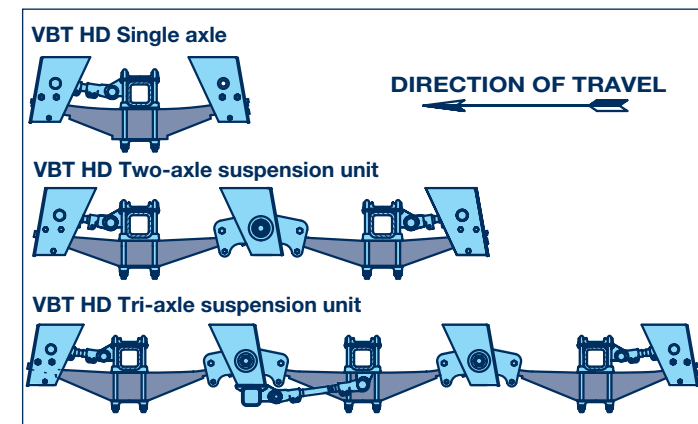 VBT HD Single axle
DIRECTION OF TRAVEL
VBT HD Two-axle suspension unit
VBT HD Tri-axle suspension unit